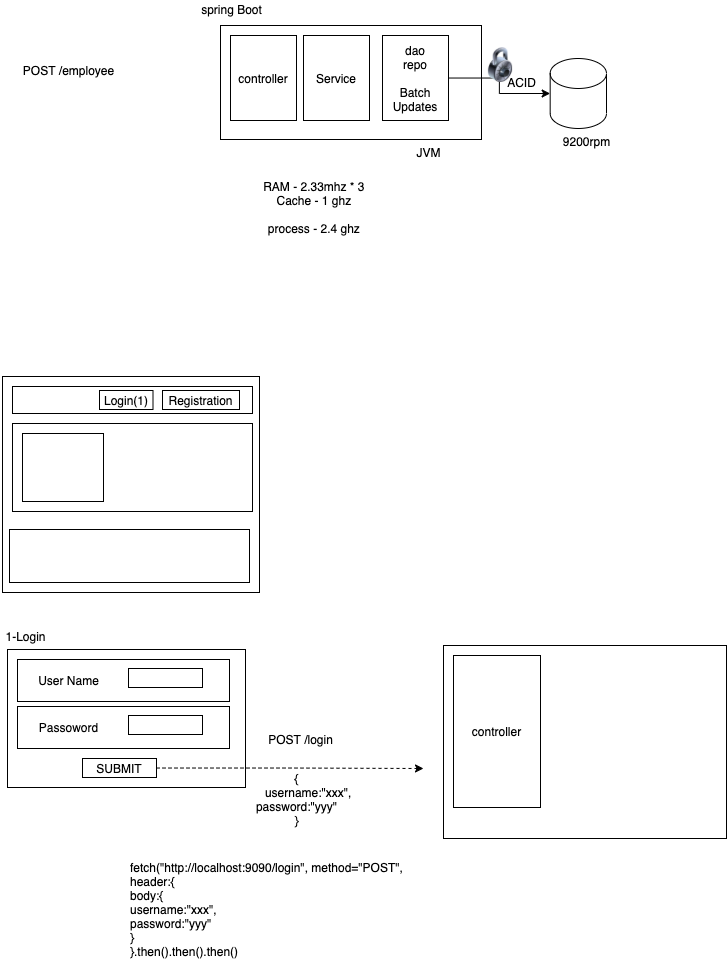 spring Boot
POST /employee
controller
Service
dao
repo
Batch
Updates
ACID
9200rpm
JVM
RAM - 2.33mhz * 3
Cache - 1 ghz
process - 2.4 ghz
Login(1)
Registration
1-Login
User Name
Passoword
SUBMIT
POST /login
{
username:"xxx",
password:"yyy"
}
controller
fetch("http://localhost:9090/login", method="POST",
header:{
body:{
username:"xxx",
password:"yyy"
}
}.then().then().then()